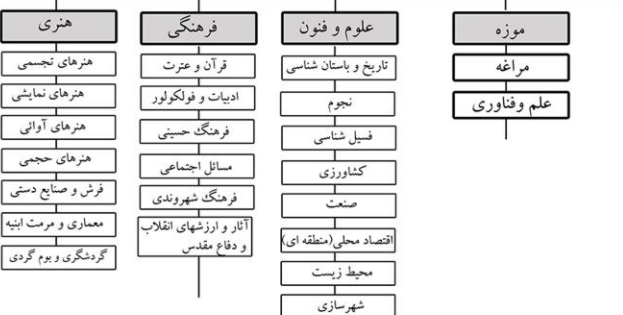 موزه
مراغه
علم وفناوری
علوم و فنون
تاریخ و باستان شناسی
نجوم
فسیل شناسی
کشاورزی
صنعت
اقتصاد محلی(منطقه ای)
محیط زیست
شهرسازی
فرهنگی
قرآن و عترت
ادبیات و فولکولور
فرهنگ حسینی
مسائل اجتماعی
فرهنگ شهروندی
آثار و ارزشهای انقلاب
و دفاع مقدس
هنری
هنرهای تجسمی
هنرهای نمایشی
هنرهای آوائی
هنرهای حجمی
فرش و صنایع دستی
معماری و مرمت ابنیه
گردشگری و بوم گردی